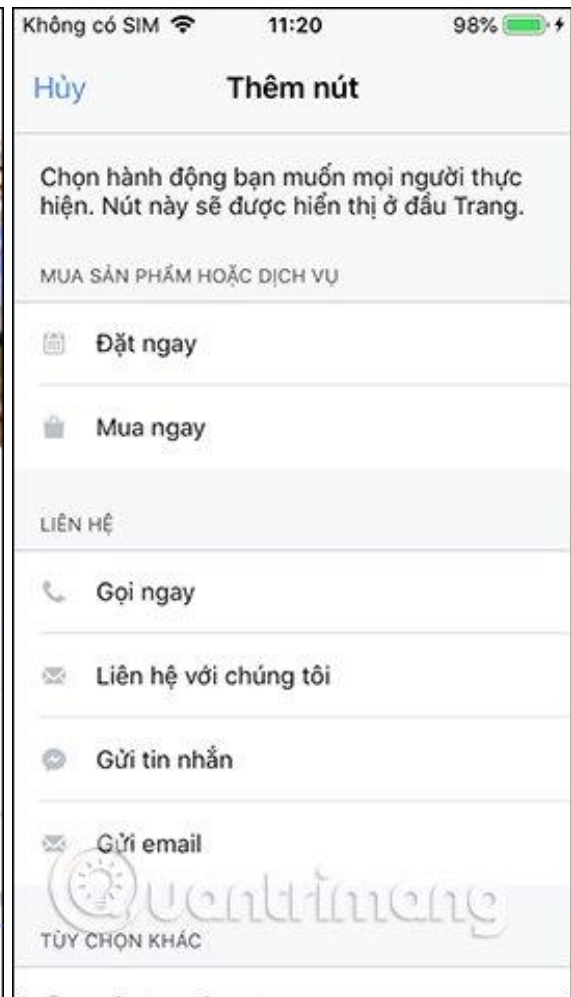 Không có SIM 11:20 98%
Hủy Thêm nút
Chọn hành động bạn muốn mọi người thực
hiện. Nút này sẽ được hiển thị ở đầu Trang.
MUA SẢN PHẨM HOẶC DỊCH VỤ
Đặt ngay
Mua ngay
LIÊN HỆ
Gọi ngay
Liên hệ với chúng tôi
Gửi tin nhắn
Gửi email
Quantrimang
TÙY CHỌN KHÁC